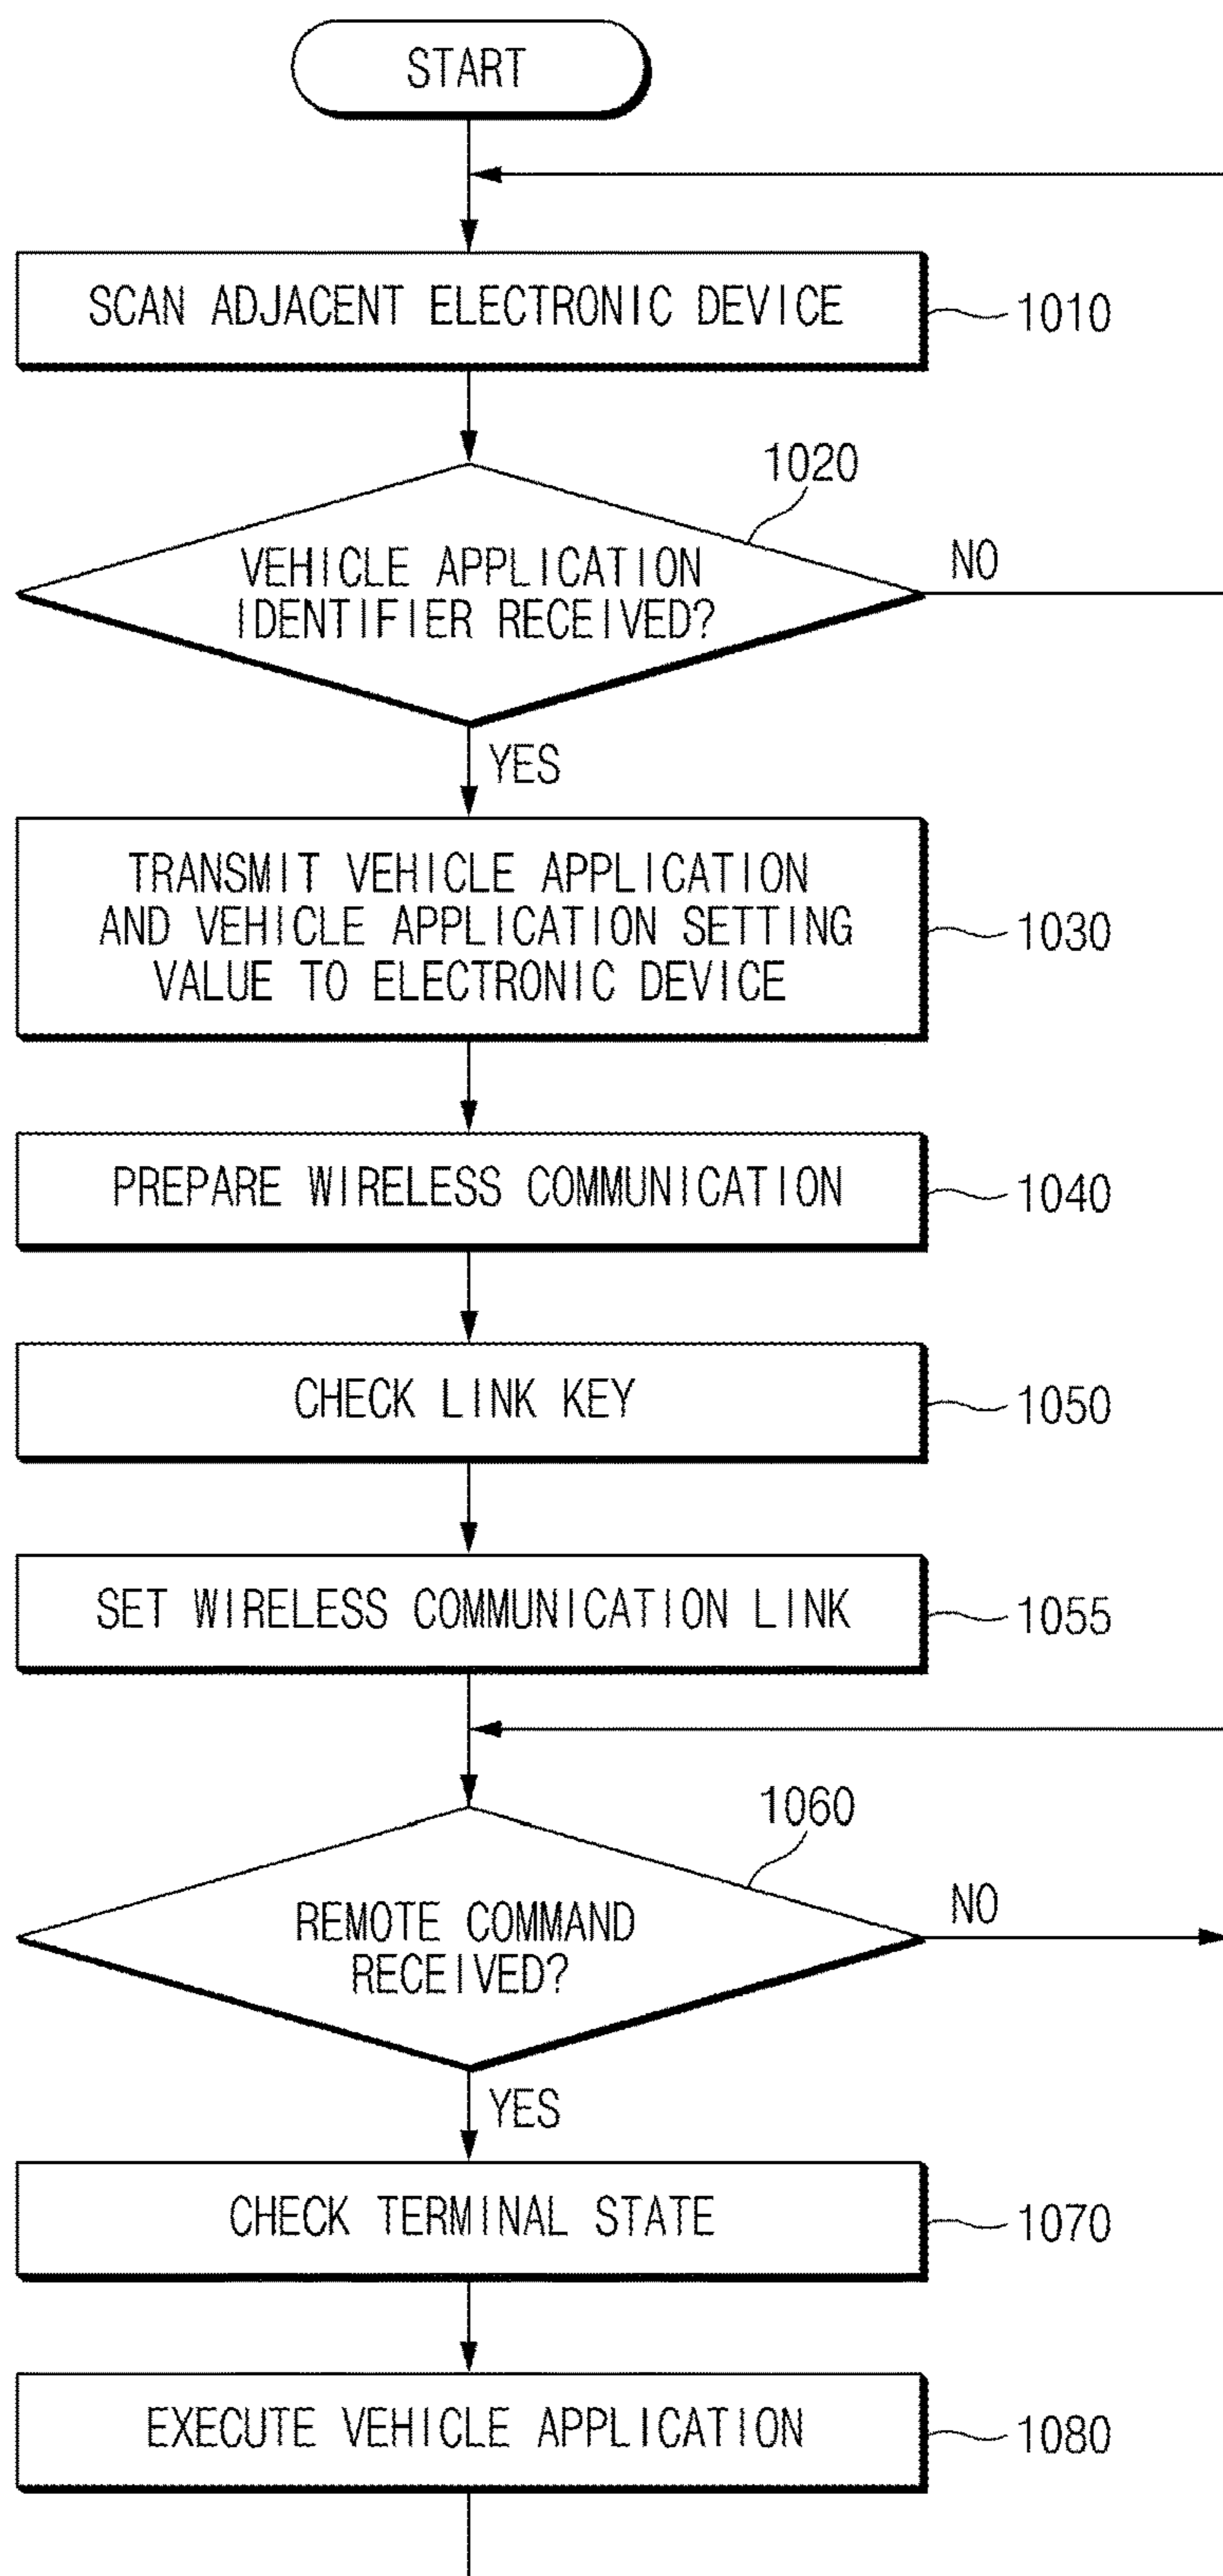 START
SCAN ADJACENT ELECTRONIC DEVICE
1010
1020
VEHICLE APPLICATION
IDENTIFIER RECEIVED?
NO
YES
TRANSMIT VEHICLE APPLICATION
AND VEHICLE APPLICATION SETTING
VALUE TO ELECTRONIC DEVICE
1030
PREPARE WIRELESS COMMUNICATION
1040
CHECK LINK KEY
1050
SET WIRELESS COMMUNICATION LINK
1055
1060
REMOTE COMMAND
RECEIVED?
NO
YES
CHECK TERMINAL STATE
1070
EXECUTE VEHICLE APPLICATION
1080